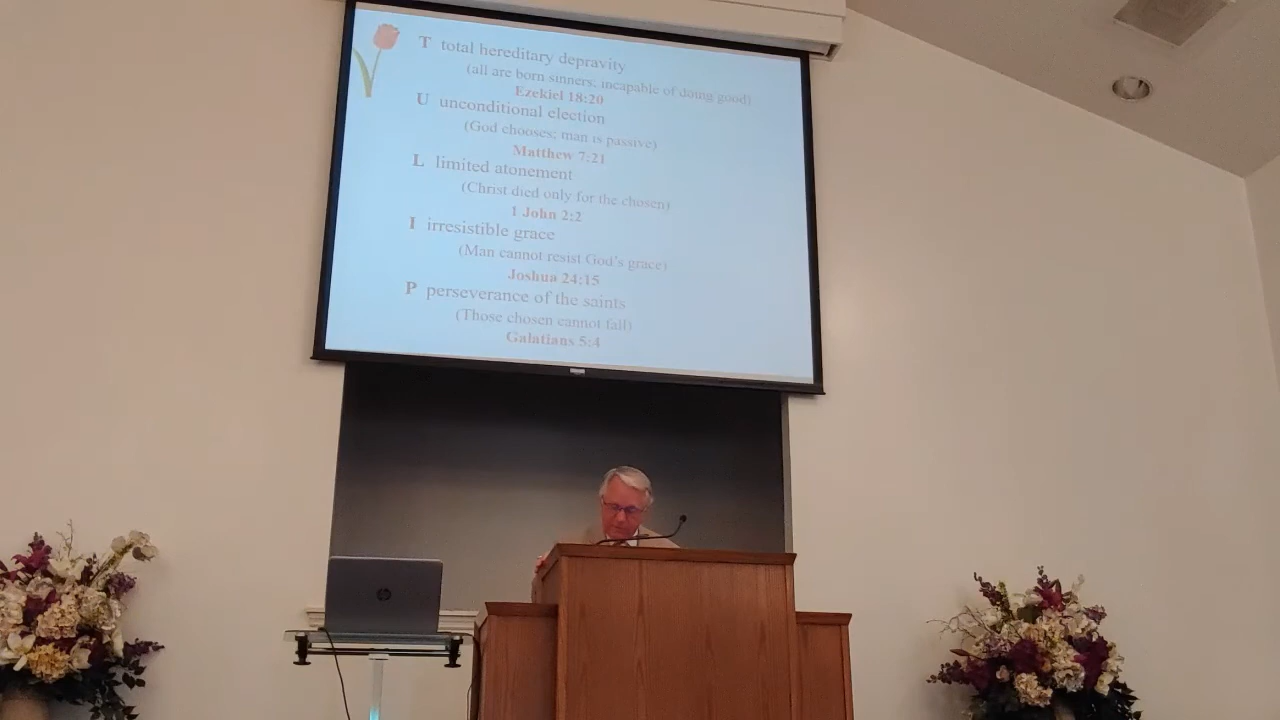 T total hereditary depravity
(all are born sinners; incapable of doing good)
Ezekiel 18:20
U unconditional election
(God chooses; man is passive)
Matthew 7:21
L limited atonement
(Christ died only for the chosen)
1 John 2:2
I irresistible grace
(Man cannot resist God's grace)
Joshua 24:15
P perseverance of the saints
(Those chosen cannot fall)
Galatians 5:4
hp